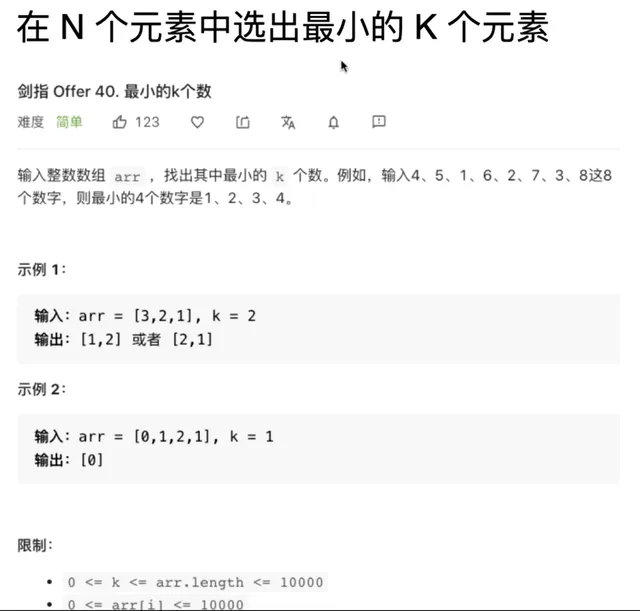 在 N 个元素中选出最小的 K 个元素
剑指 Offer 40. 最小的k个数
难度 简单 123
输入整数数组 arr ，找出其中最小的 k 个数。例如，输入4、5、1、6、2、7、3、8这8
个数字，则最小的4个数字是1、2、3、4。
示例 1：
输入：arr = [3,2,1], k = 2
输出：[1,2] 或者 [2,1]
示例 2：
输入：arr = [0,1,2,1], k = 1
输出：[0]
限制：
• 0 <= k <= arr.length <= 10000
• 0 <= arr[i] <= 10000